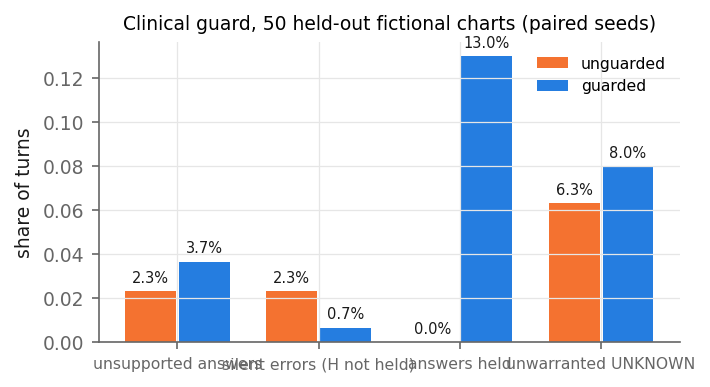 Clinical guard, 50 held-out fictional charts (paired seeds)
share of turns
0.12
0.10
0.08
0.06
0.04
0.02
0.00
unguarded
guarded
2.3%
3.7%
2.3%
0.7%
0.0%
13.0%
6.3%
8.0%
unsupported answers
silent errors (H not held)
answers held
unwarranted UNKNOWN